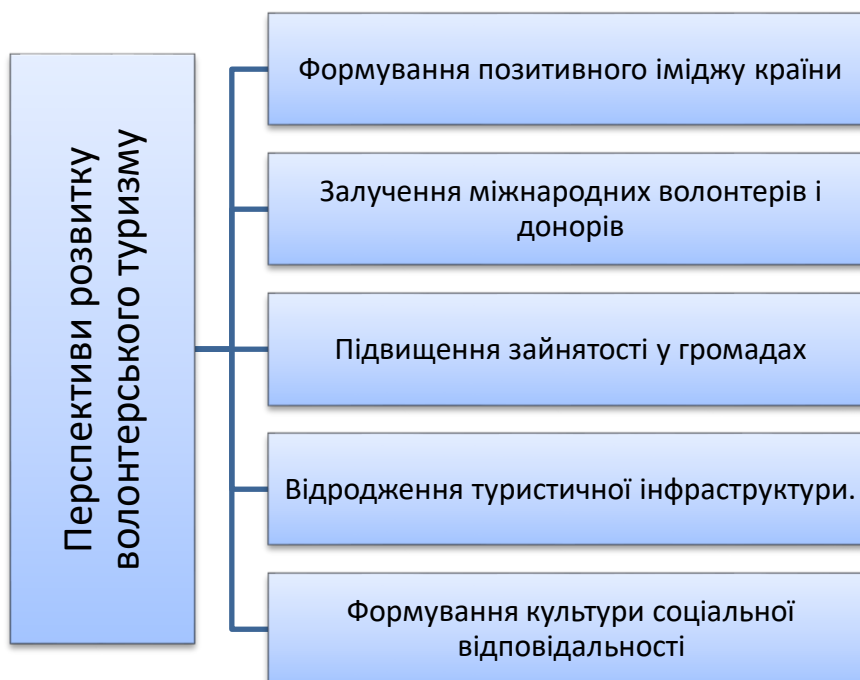 Перспективи розвитку
волонтерського туризму
Формування позитивного іміджу країни
Залучення міжнародних волонтерів і
донорів
Підвищення зайнятості у громадах
Відродження туристичної інфраструктури.
Формування культури соціальної
відповідальності